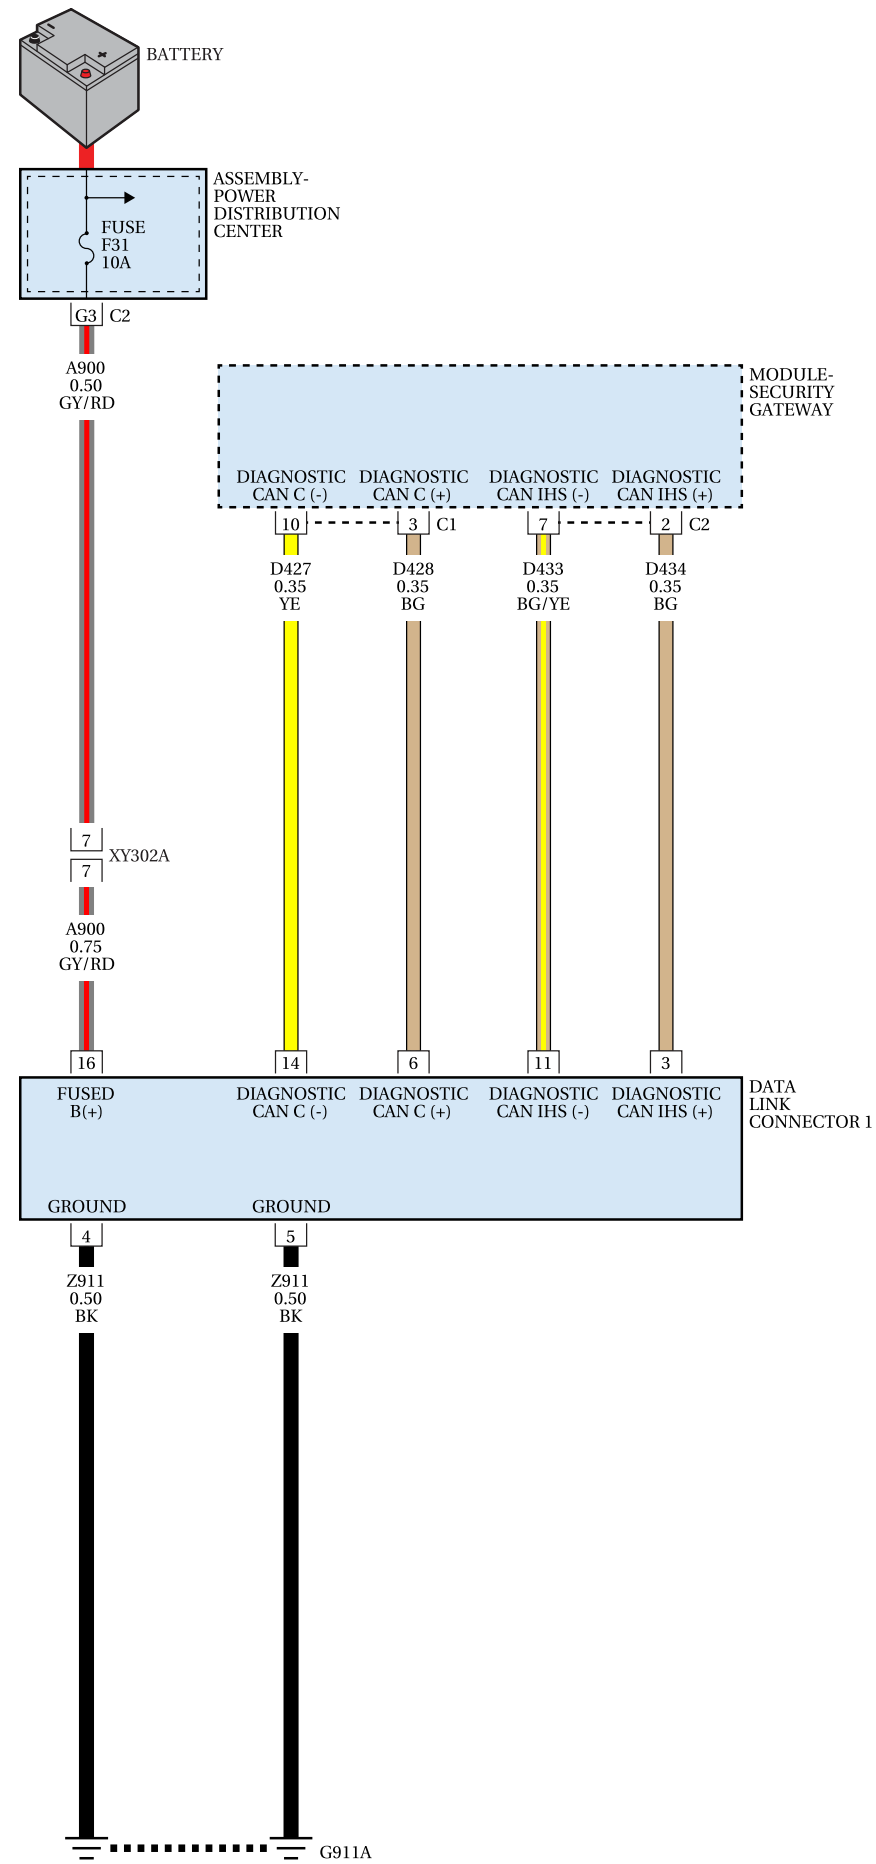 BATTERY
ASSEMBLY-
POWER
DISTRIBUTION
CENTER
FUSE
F31
10A
G3 C2
A900
0.50
GY/RD
MODULE-
SECURITY
GATEWAY
DIAGNOSTIC
CAN C (-)
DIAGNOSTIC
CAN C (+)
DIAGNOSTIC
CAN IHS (-)
DIAGNOSTIC
CAN IHS (+)
10 3 C1 7 2 C2
D427
0.35
YE
D428
0.35
BG
D433
0.35
BG/YE
D434
0.35
BG
7
XY302A
7
A900
0.75
GY/RD
16 14 6 11 3
FUSED
B(+)
DIAGNOSTIC
CAN C (-)
DIAGNOSTIC
CAN C (+)
DIAGNOSTIC
CAN IHS (-)
DIAGNOSTIC
CAN IHS (+)
DATA
LINK
CONNECTOR 1
GROUND GROUND
4 5
Z911
0.50
BK
Z911
0.50
BK
G911A